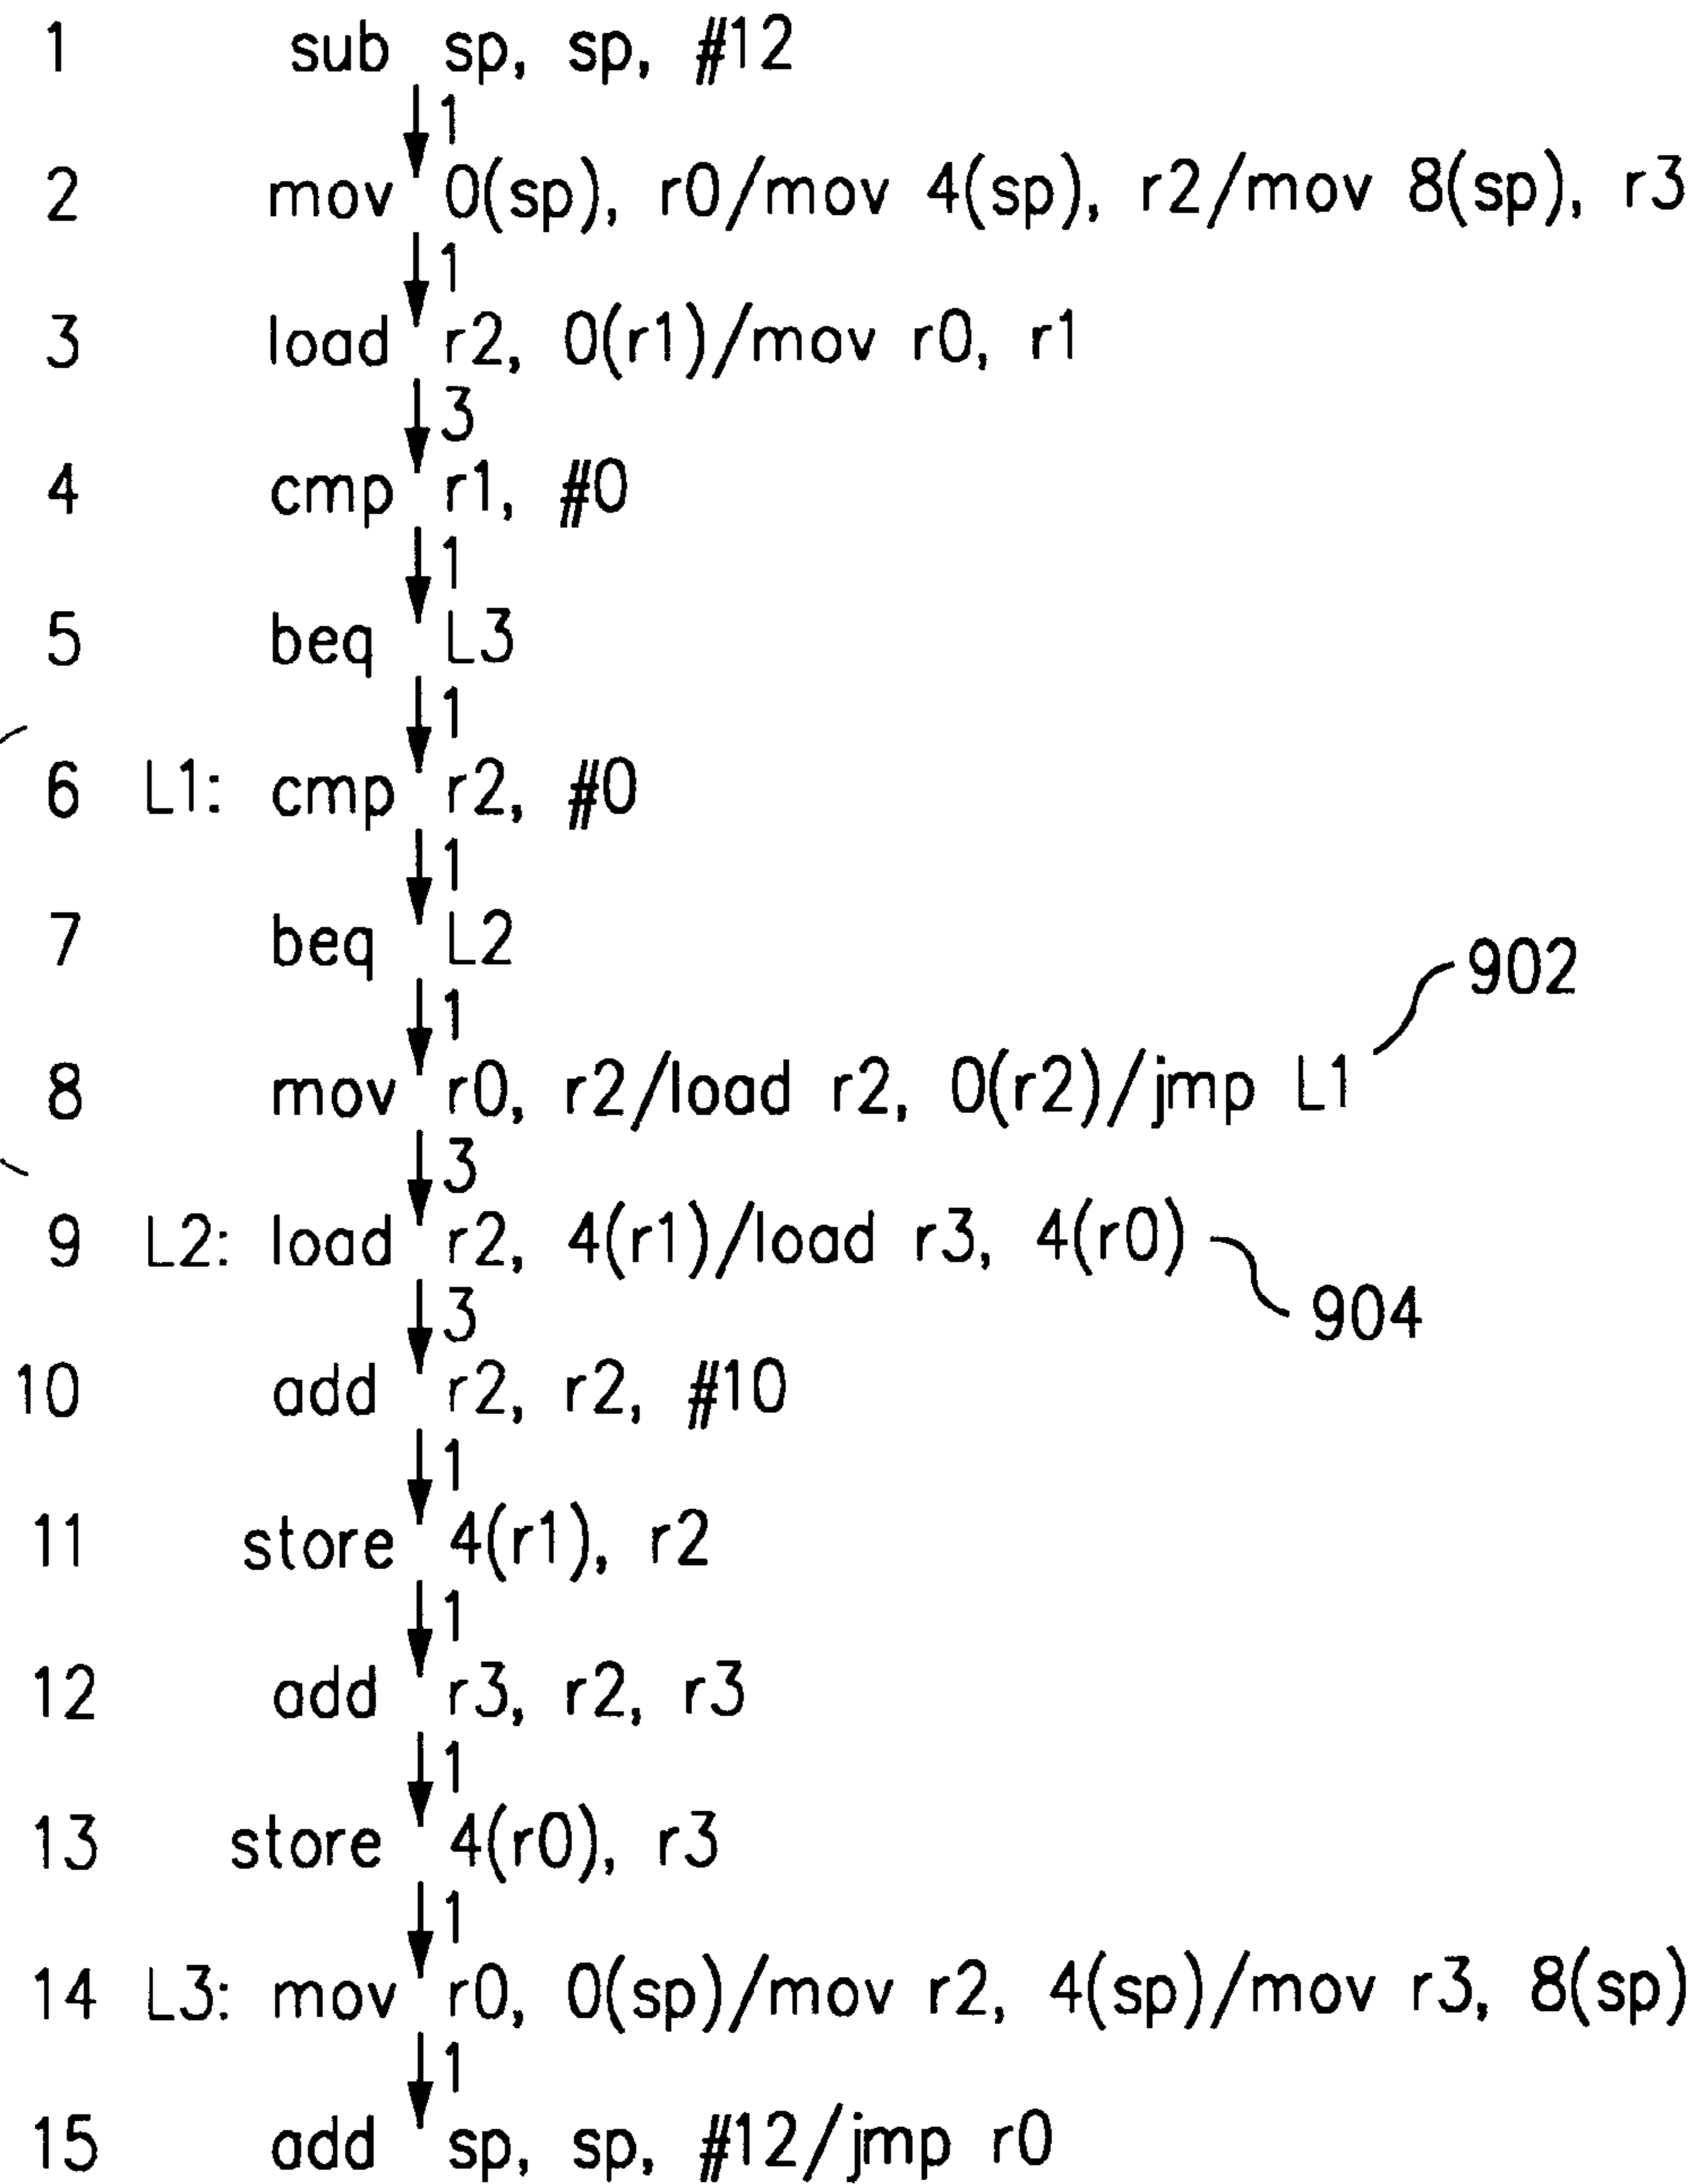 1 sub sp, sp, #12
1
2 mov 0(sp), r0/mov 4(sp), r2/mov 8(sp), r3
1
3 load r2, 0(r1)/mov r0, r1
3
4 cmp r1, #0
1
5 beq L3
1
6 L1: cmp r2, #0
1
7 beq L2
1
902
8 mov r0, r2/load r2, 0(r2)/jmp L1
3
9 L2: load r2, 4(r1)/load r3, 4(r0)
3
904
10 add r2, r2, #10
1
11 store 4(r1), r2
1
12 add r3, r2, r3
1
13 store 4(r0), r3
1
14 L3: mov r0, 0(sp)/mov r2, 4(sp)/mov r3, 8(sp)
1
15 add sp, sp, #12/jmp r0